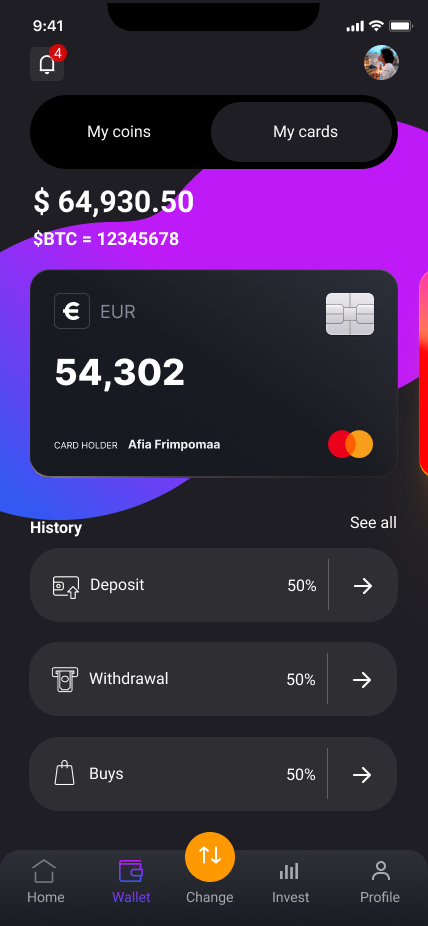 9:41
4
My coins
My cards
$ 64,930.50
$BTC = 12345678
€ EUR
54,302
CARD HOLDER Afia Frimpomaa
History
See all
Deposit 50%
Withdrawal 50%
Buys 50%
Home Wallet Change Invest Profile